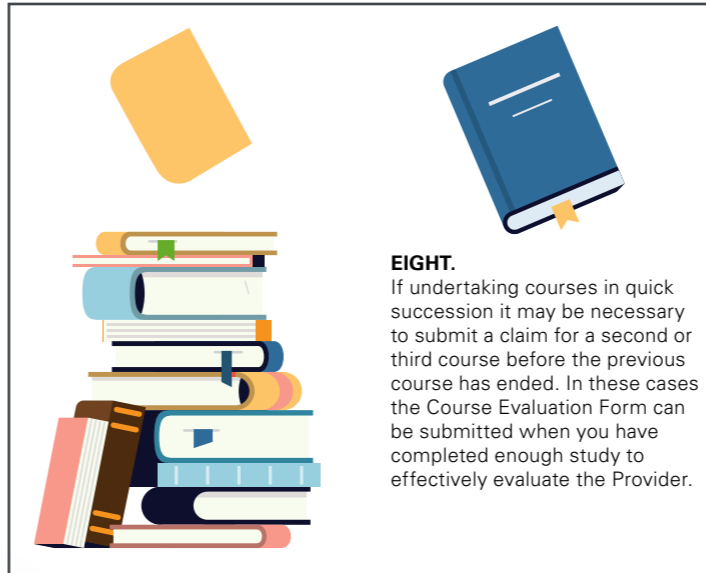 EIGHT.
If undertaking courses in quick
succession it may be necessary
to submit a claim for a second or
third course before the previous
course has ended. In these cases
the Course Evaluation Form can
be submitted when you have
completed enough study to
effectively evaluate the Provider.